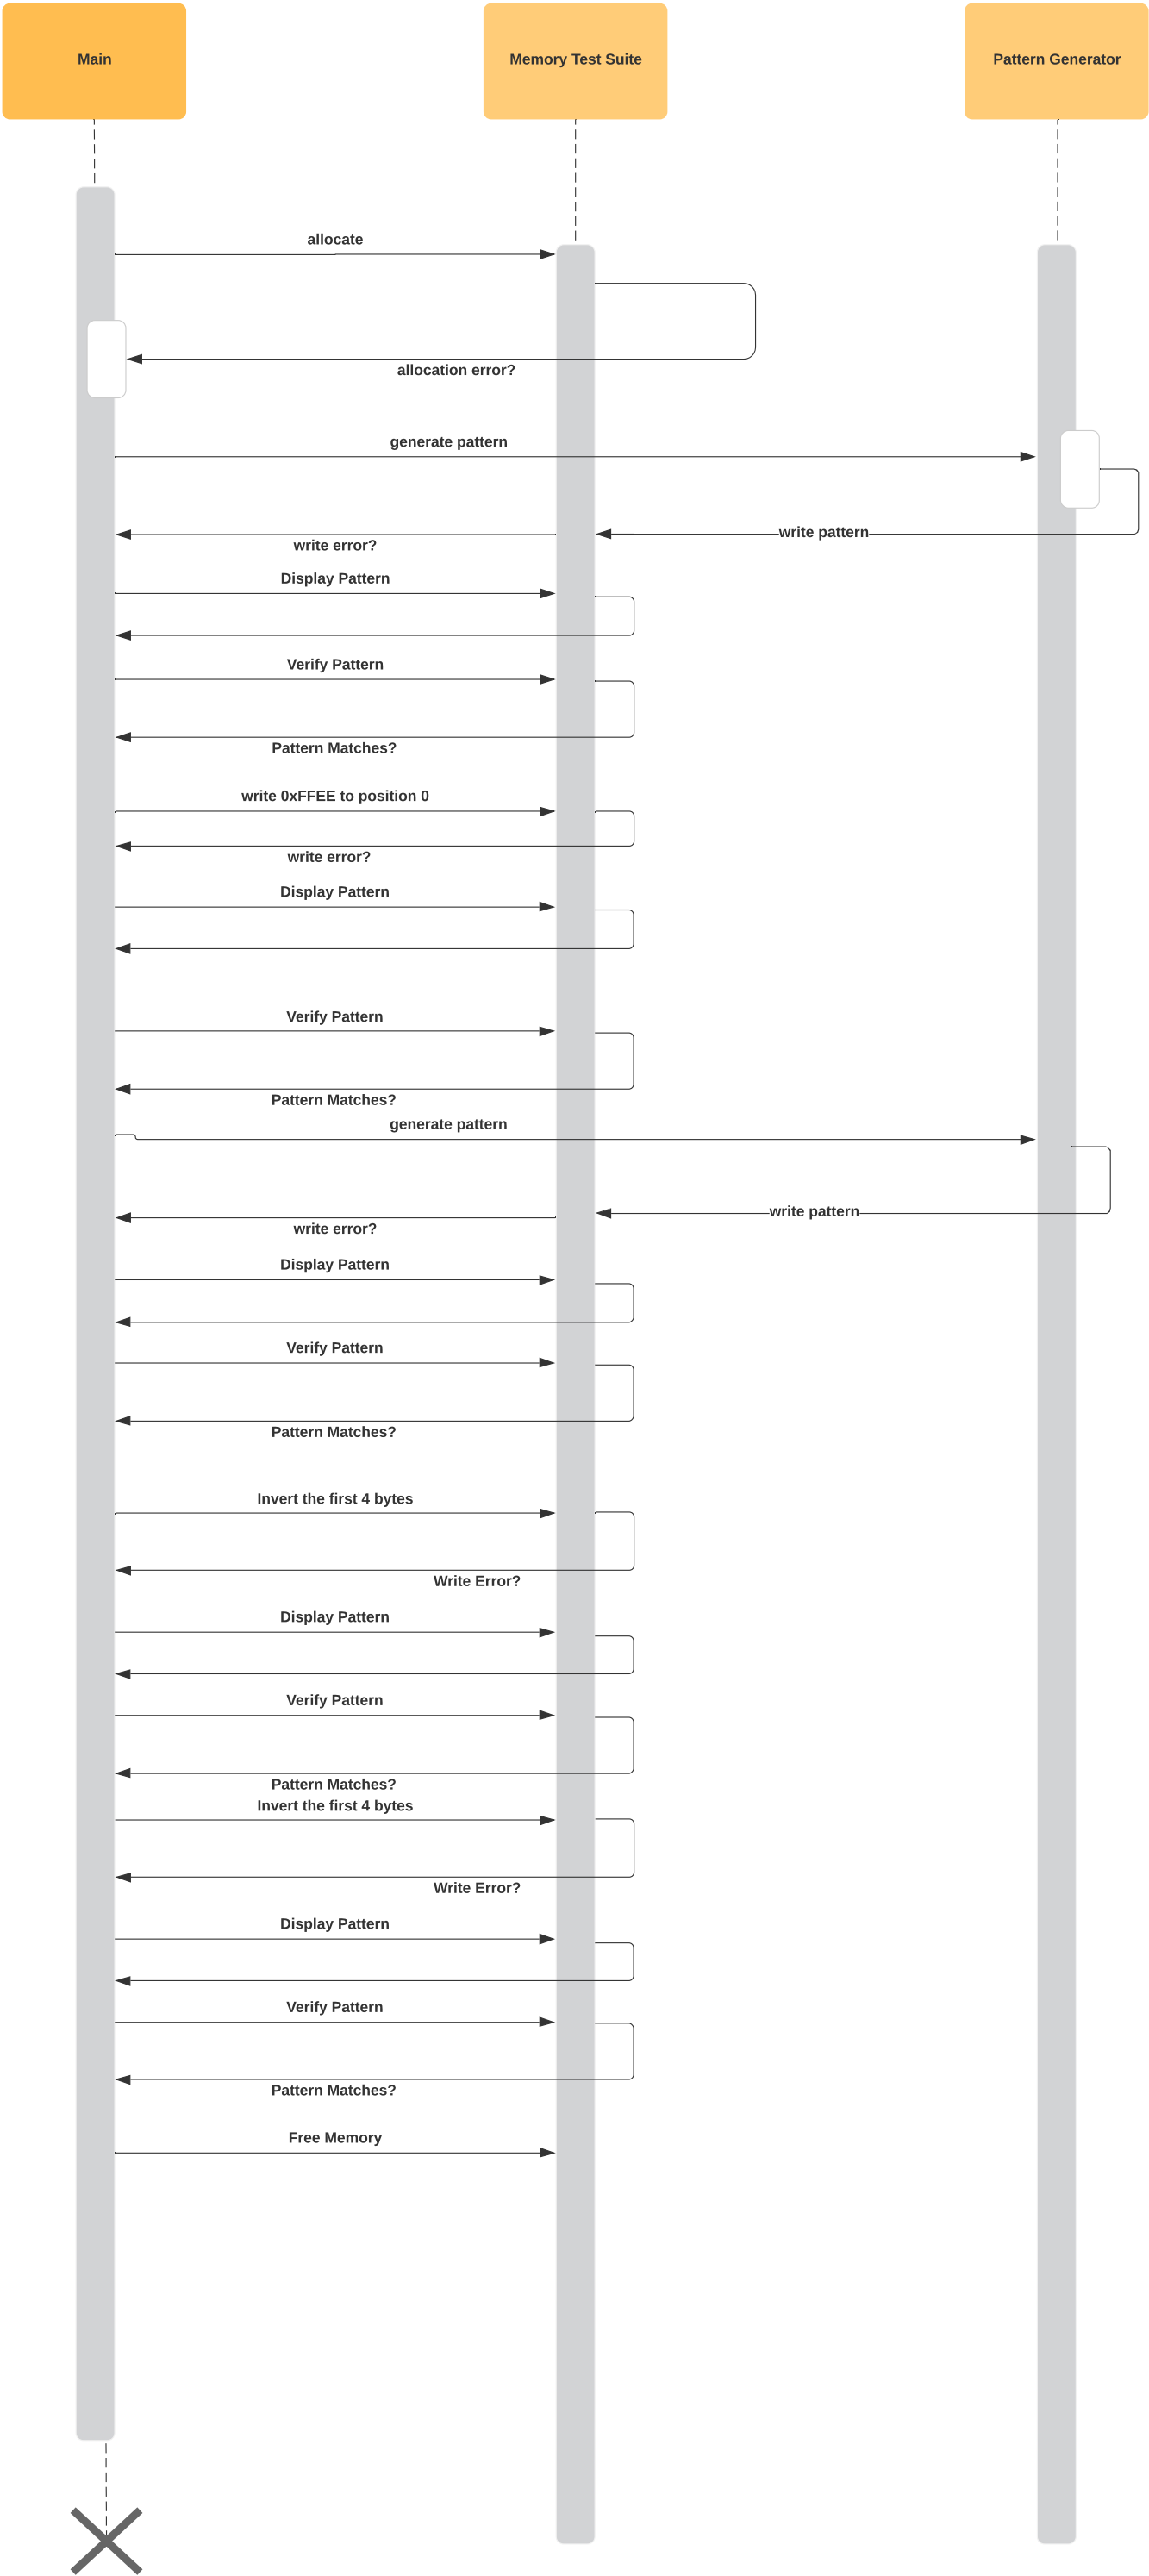 Main
Memory Test Suite
Pattern Generator
allocate
allocation error?
generate pattern
write pattern
write error?
Display Pattern
Verify Pattern
Pattern Matches?
write 0xFFEE to position 0
write error?
Display Pattern
Verify Pattern
Pattern Matches?
generate pattern
write pattern
write error?
Display Pattern
Verify Pattern
Pattern Matches?
Invert the first 4 bytes
Write Error?
Display Pattern
Verify Pattern
Pattern Matches?
Invert the first 4 bytes
Write Error?
Display Pattern
Verify Pattern
Pattern Matches?
Free Memory